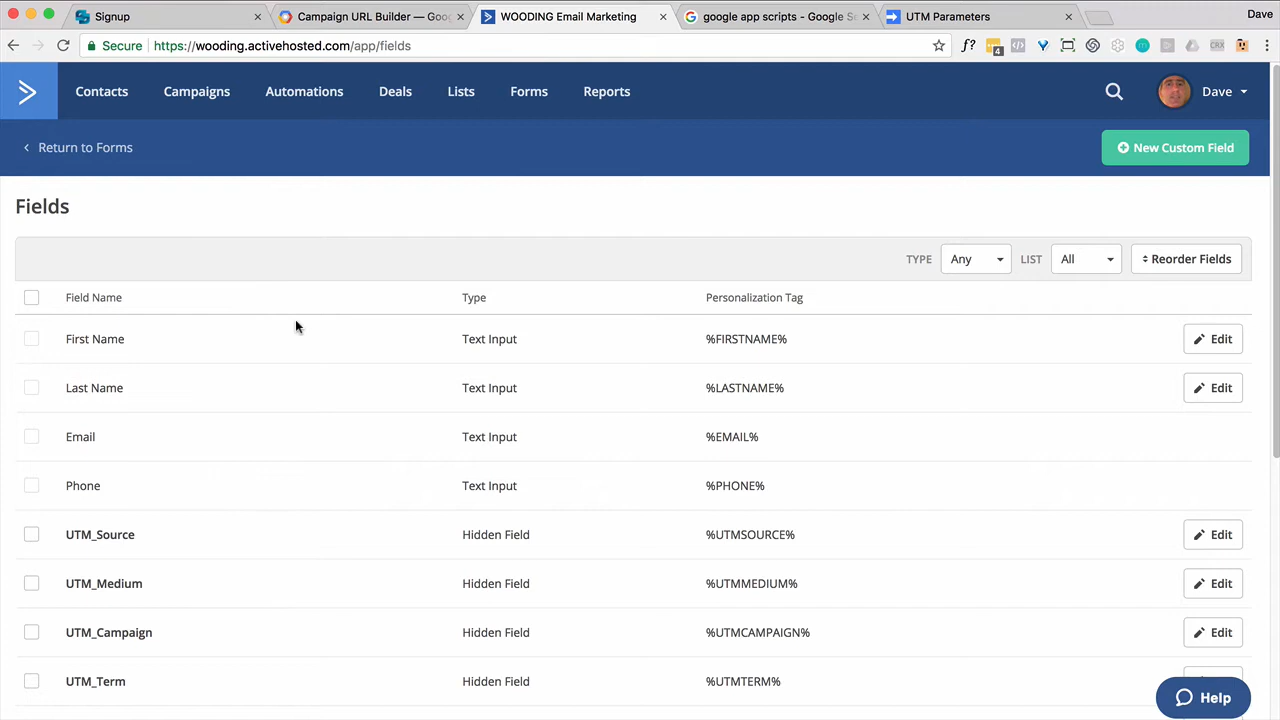 Signup
Campaign URL Builder — Goog
WOODING Email Marketing
google app scripts - Google Se
UTM Parameters
Dave
Secure https://wooding.activehosted.com/app/fields
f?
4
CRX
Contacts Campaigns Automations Deals Lists Forms Reports
Dave
Return to Forms
New Custom Field
Fields
TYPE Any LIST All Reorder Fields
Field Name Type Personalization Tag
First Name Text Input %FIRSTNAME% Edit
Last Name Text Input %LASTNAME% Edit
Email Text Input %EMAIL%
Phone Text Input %PHONE%
UTM_Source Hidden Field %UTMSOURCE% Edit
UTM_Medium Hidden Field %UTMMEDIUM% Edit
UTM_Campaign Hidden Field %UTMCAMPAIGN% Edit
UTM_Term Hidden Field %UTMTERM%
Help